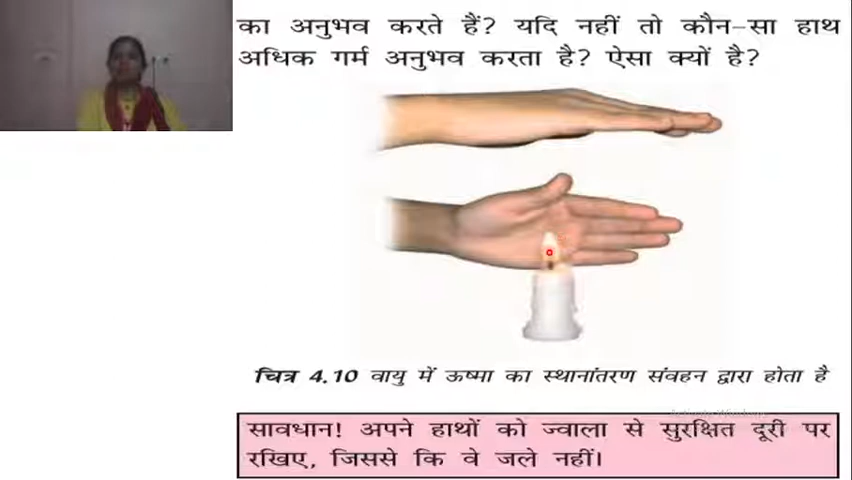 का अनुभव करते हैं? यदि नहीं तो कौन-सा हाथ
अधिक गर्म अनुभव करता है? ऐसा क्यों है?
चित्र 4.10 वायु में ऊष्मा का स्थानांतरण संवहन द्वारा होता है
सावधान! अपने हाथों को ज्वाला से सुरक्षित दूरी पर
रखिए, जिससे कि वे जले नहीं।